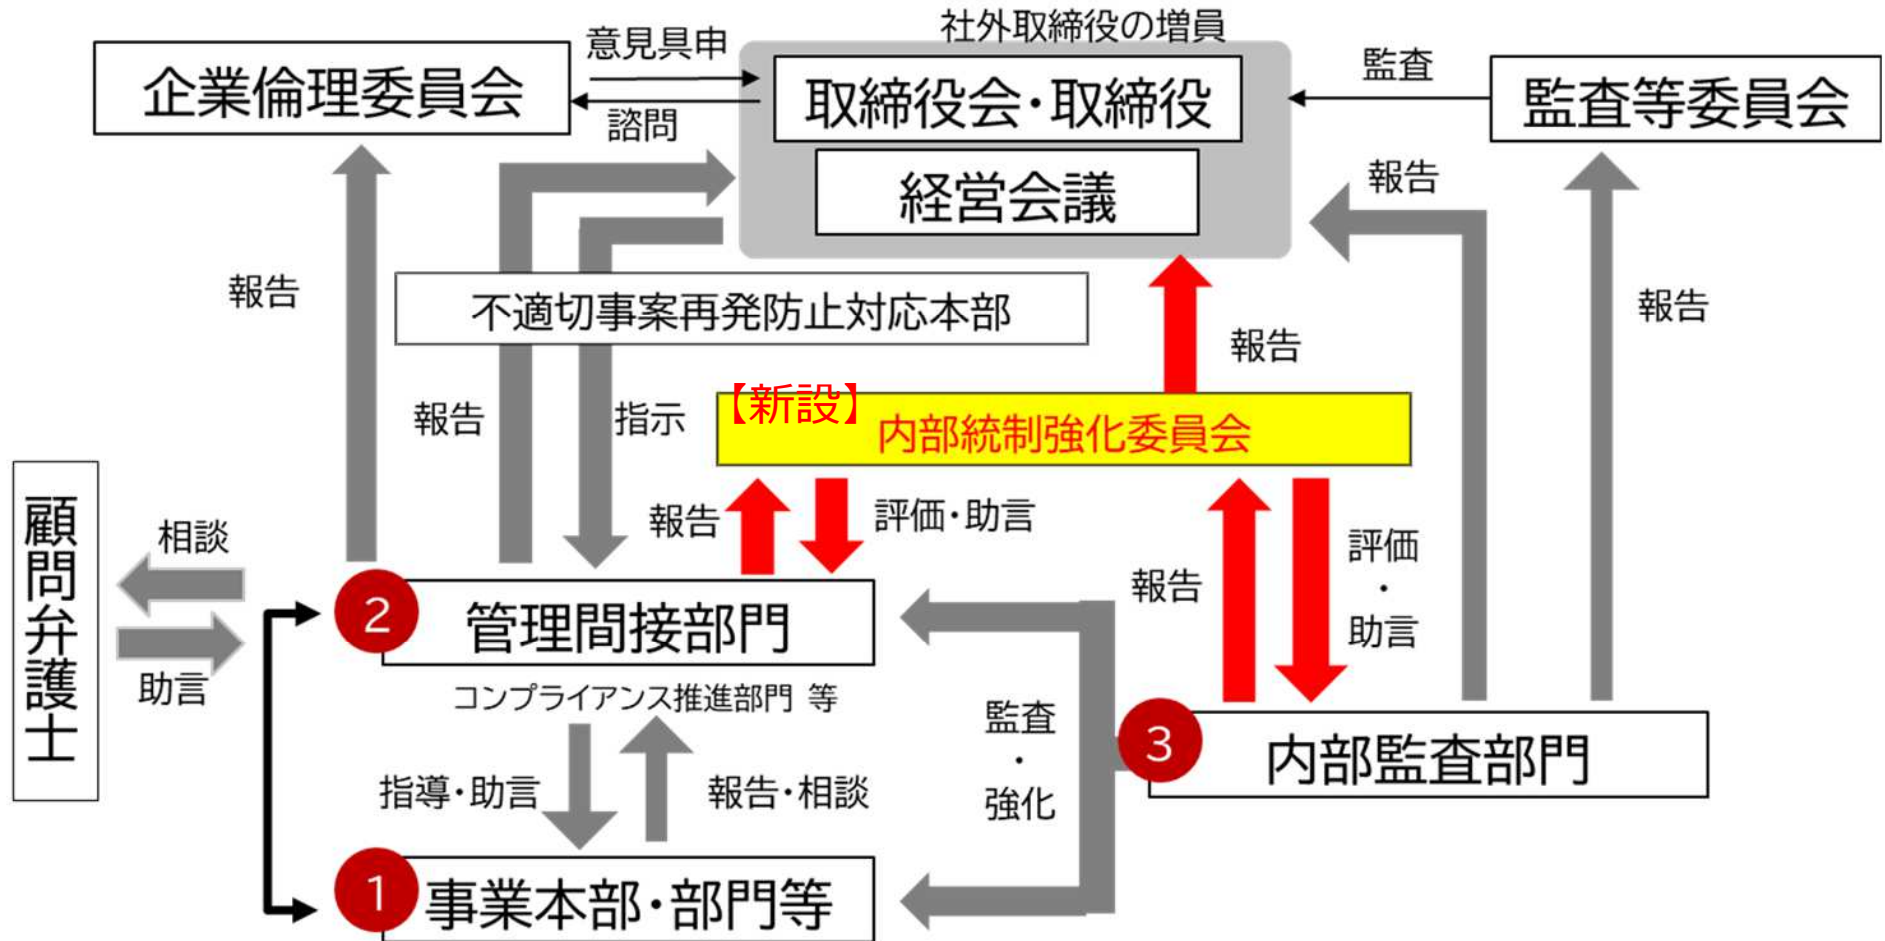 社外取締役の増員
企業倫理委員会
意見具申
諮問
取締役会・取締役
経営会議
監査
監査等委員会
報告
報告
報告
不適切事案再発防止対応本部
報告
報告
指示
【新設】
内部統制強化委員会
顧問弁護士
相談
助言
報告
評価・助言
報告
評価
・
助言
2
管理間接部門
コンプライアンス推進部門 等
監査
・
強化
3
内部監査部門
指導・助言
報告・相談
1
事業本部・部門等